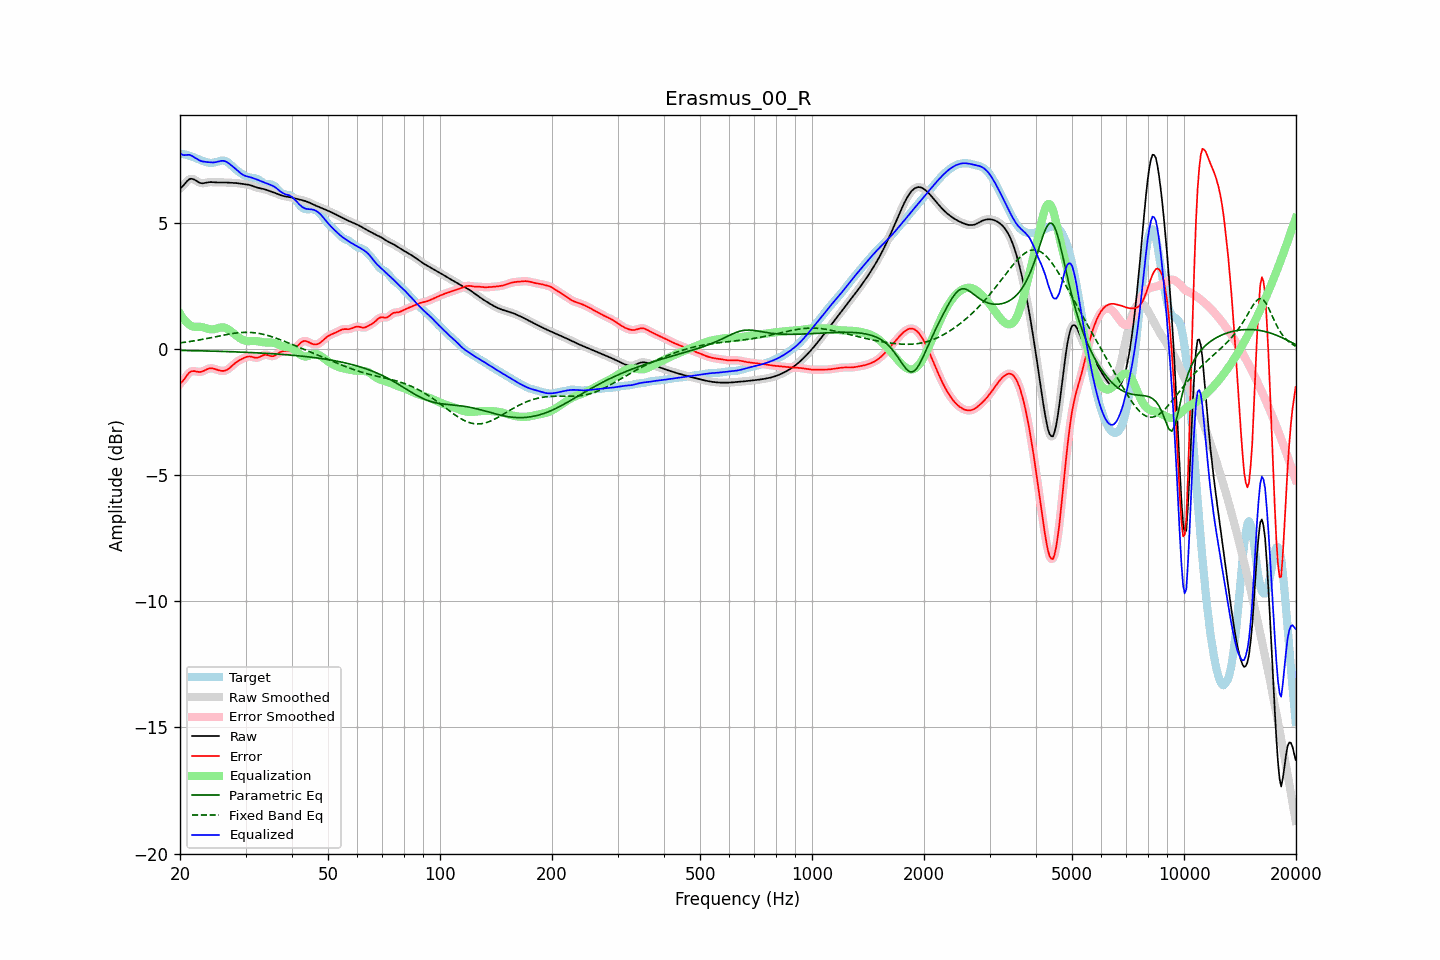 Erasmus_00_R
Amplitude (dBr)
5
0
−5
−10
−15
−20
Target
Raw Smoothed
Error Smoothed
Raw
Error
Equalization
Parametric Eq
Fixed Band Eq
Equalized
20 50 100 200 500 1000 2000 5000 10000 20000
Frequency (Hz)